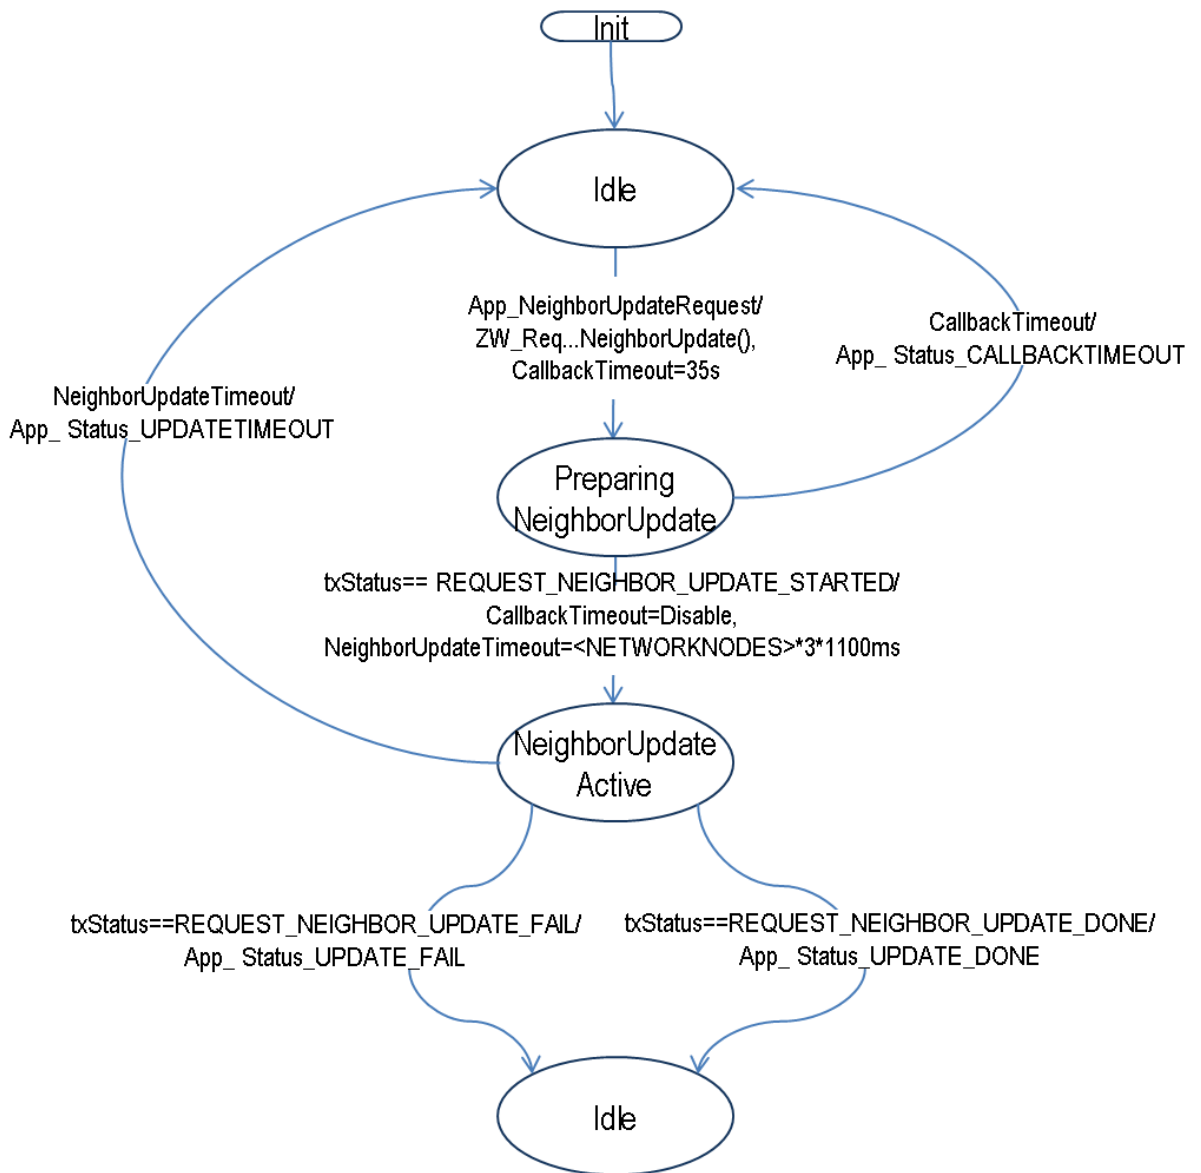 Init
Idle
App_NeighborUpdateRequest/
ZW_Req...NeighborUpdate(),
CallbackTimeout=35s
CallbackTimeout/
App_ Status_CALLBACKTIMEOUT
NeighborUpdateTimeout/
App_ Status_UPDATETIMEOUT
Preparing
NeighborUpdate
txStatus== REQUEST_NEIGHBOR_UPDATE_STARTED/
CallbackTimeout=Disable,
NeighborUpdateTimeout=<NETWORKNODES>*3*1100ms
NeighborUpdate
Active
txStatus==REQUEST_NEIGHBOR_UPDATE_FAIL/
App_ Status_UPDATE_FAIL
txStatus==REQUEST_NEIGHBOR_UPDATE_DONE/
App_ Status_UPDATE_DONE
Idle